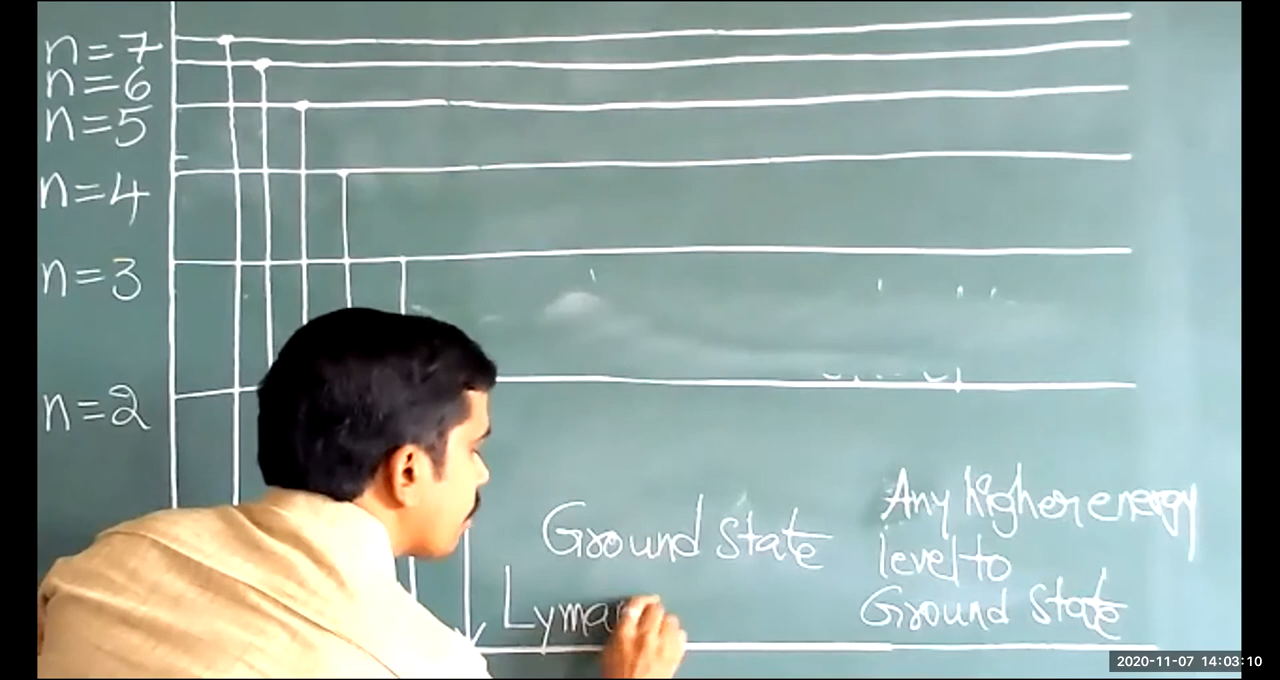 n=7
n=6
n=5
n=4
n=3
n=2
Ground State
Lyma
Any higher energy
level to
Ground State
2020-11-07 14:03:10